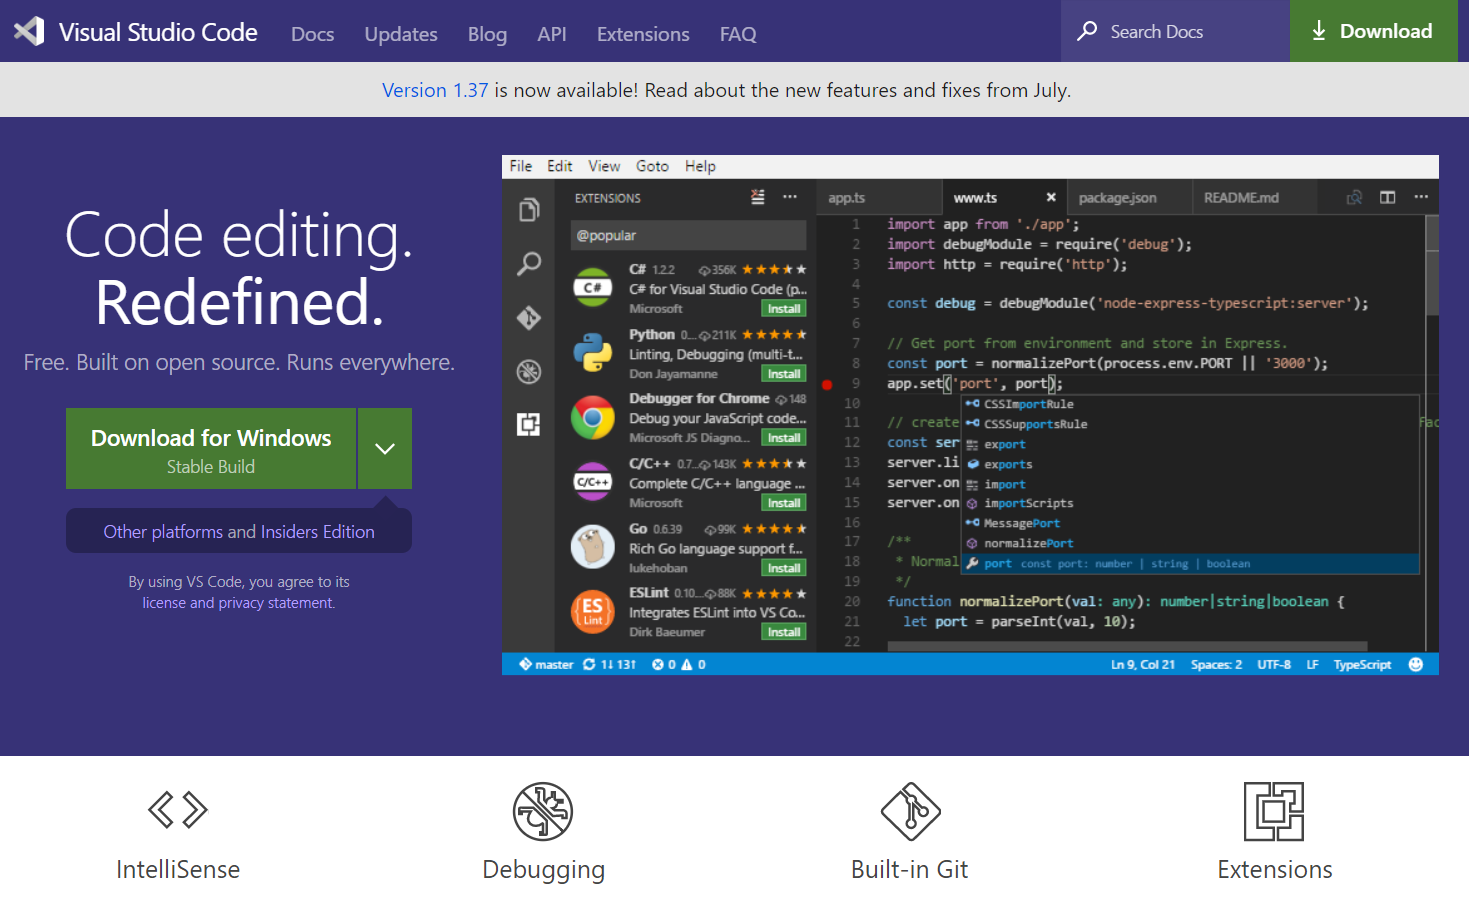 Visual Studio Code Docs Updates Blog API Extensions FAQ Search Docs Download
Version 1.37 is now available! Read about the new features and fixes from July.
Code editing.
Redefined.
Free. Built on open source. Runs everywhere.
Download for Windows
Stable Build
Other platforms and Insiders Edition
By using VS Code, you agree to its
license and privacy statement.
File Edit View Goto Help
EXTENSIONS
@popular
C# 1.2.2 356K
C#
C# for Visual Studio Code (p...
Microsoft Install
Python 0.... 211K
Linting, Debugging (multi-t...
Don Jayamanne Install
Debugger for Chrome 148
Debug your JavaScript code...
Microsoft JS Diagno... Install
C/C++ 0.7... 143K
C/C++
Complete C/C++ language ...
Microsoft Install
Go 0.6.39 99K
Rich Go language support f...
lukehoban Install
ESLint 0.10... 88K
ES
Lint
Integrates ESLint into VS Co...
Dirk Baeumer Install
app.ts www.ts package.json README.md
1 import app from './app';
2 import debugModule = require('debug');
3 import http = require('http');
4
5 const debug = debugModule('node-express-typescript:server');
6
7 // Get port from environment and store in Express.
8 const port = normalizePort(process.env.PORT || '3000');
9 app.set('port', port);
10
11 // create
12 const ser
13 server.li
14 server.on
15 server.on
16
17 /**
18 * Normal
19 */
20 function normalizePort(val: any): number|string|boolean {
21 let port = parseInt(val, 10);
22
CSSImportRule
CSSSupportsRule
export
exports
import
importScripts
MessagePort
normalizePort
port const port: number | string | boolean
master 1↓ 13↑ 0 0 Ln 9, Col 21 Spaces: 2 UTF-8 LF TypeScript
IntelliSense
Debugging
Built-in Git
Extensions